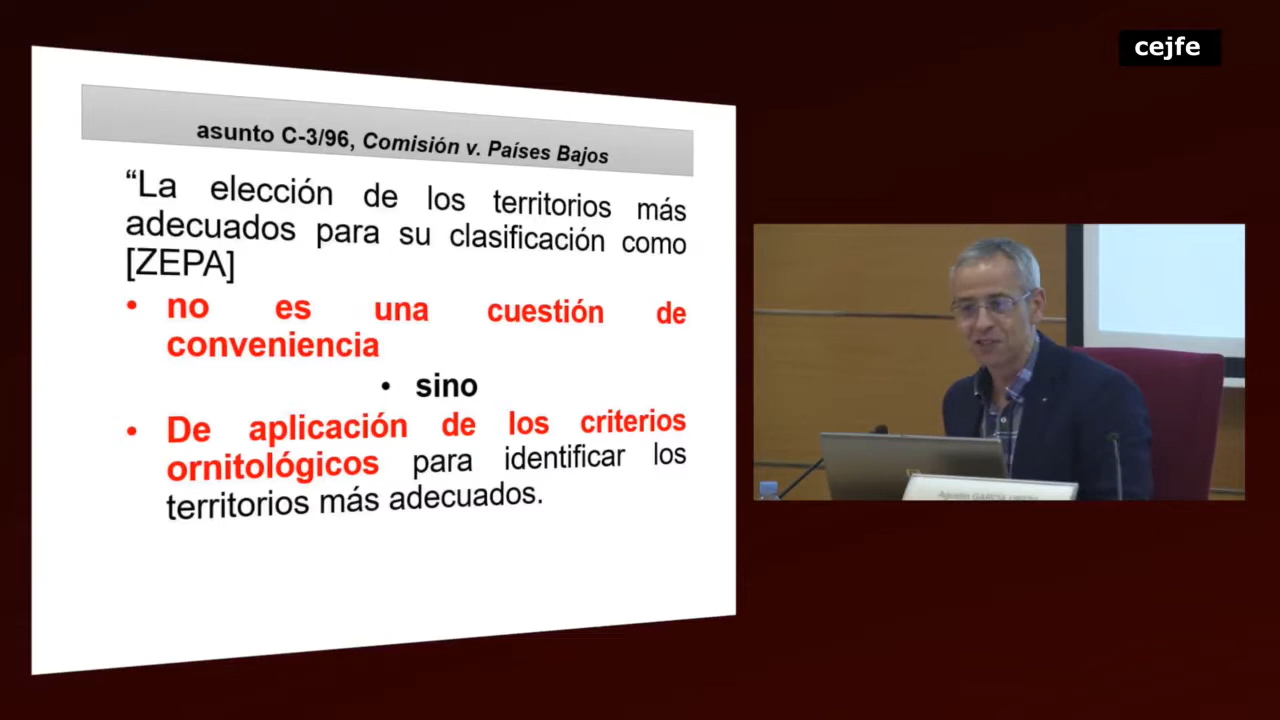 cejfe
asunto C-3/96, Comisión v. Países Bajos
“La elección de los territorios más
adecuados para su clasificación como
[ZEPA]
• no es una cuestión de
conveniencia
• sino
• De aplicación de los criterios
ornitológicos para identificar los
territorios más adecuados.
Agustín GARCÍA